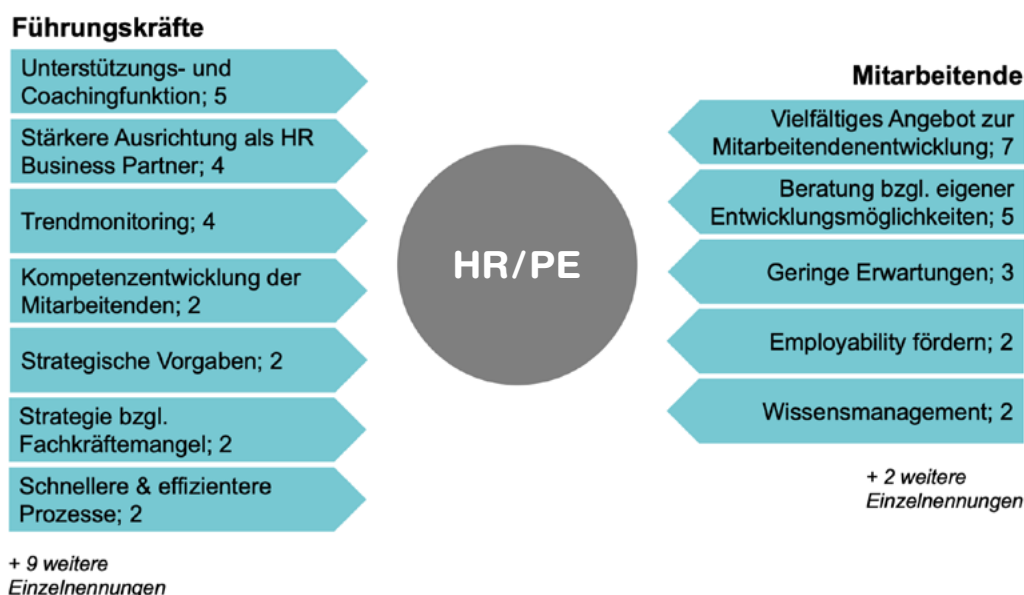 Führungskräfte
Unterstützungs- und
Coachingfunktion; 5
Stärkere Ausrichtung als HR
Business Partner; 4
Trendmonitoring; 4
Kompetenzentwicklung der
Mitarbeitenden; 2
Strategische Vorgaben; 2
Strategie bzgl.
Fachkräftemangel; 2
Schnellere & effizientere
Prozesse; 2
+ 9 weitere
Einzelnennungen
HR/PE
Mitarbeitende
Vielfältiges Angebot zur
Mitarbeitendenentwicklung; 7
Beratung bzgl. eigener
Entwicklungsmöglichkeiten; 5
Geringe Erwartungen; 3
Employability fördern; 2
Wissensmanagement; 2
+ 2 weitere
Einzelnennungen